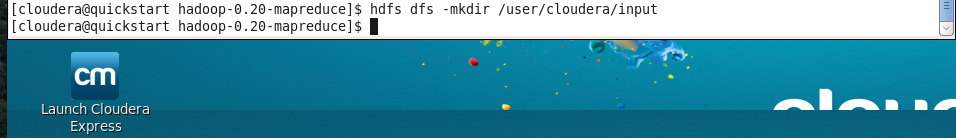 [cloudera@quickstart hadoop-0.20-mapreduce]$ hdfs dfs -mkdir /user/cloudera/input
[cloudera@quickstart hadoop-0.20-mapreduce]$
cm
Launch Cloudera
Express